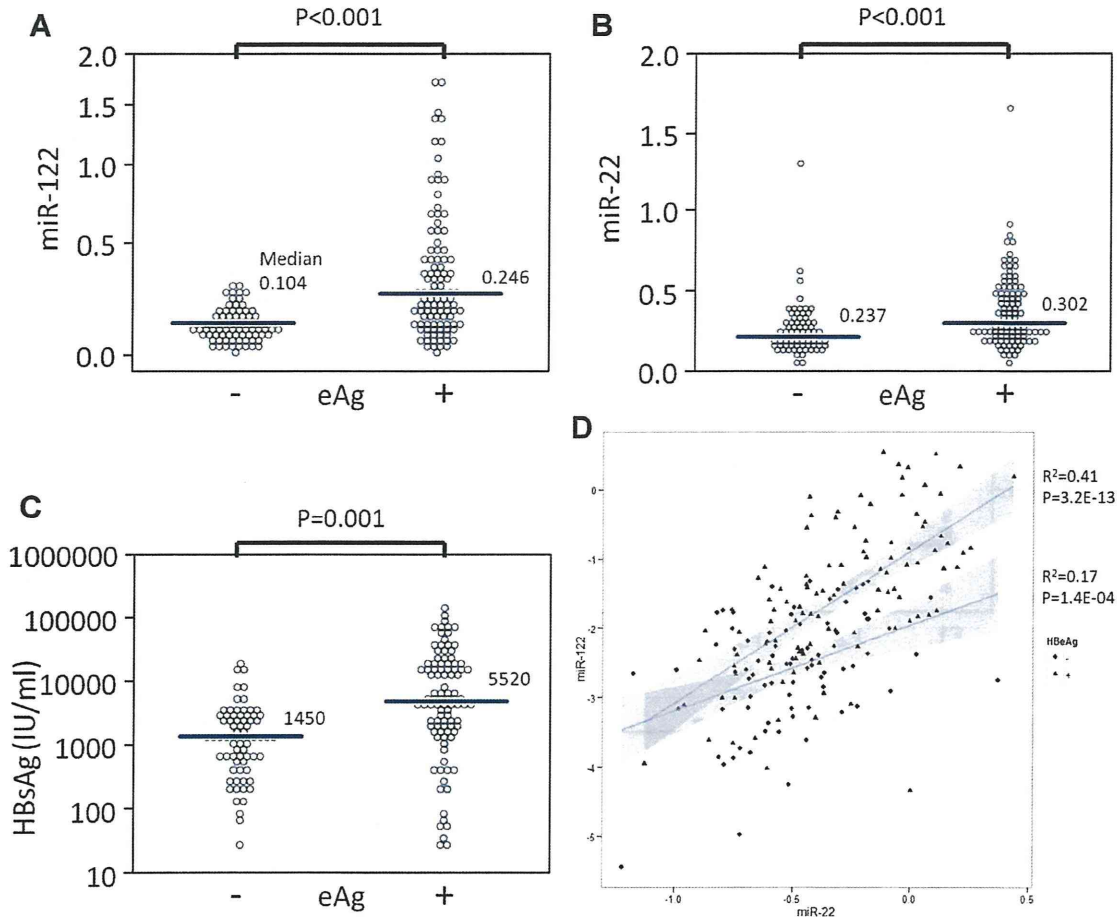 A
P<0.001
2.0
1.5
1.0
0.5
0.0
miR-122
Median
0.104
0.246
- eAg +
B
P<0.001
2.0
1.5
1.0
0.5
0.0
miR-22
0.237
0.302
- eAg +
C
P=0.001
1000000
100000
10000
1000
100
10
HBsAg (IU/ml)
1450
5520
- eAg +
D
0
-1
-2
-3
-4
-5
miR-122
-1.0 -0.5 0.0 0.5
miR-22
R²=0.41
P=3.2E-13
R²=0.17
P=1.4E-04
HBeAg
-
+